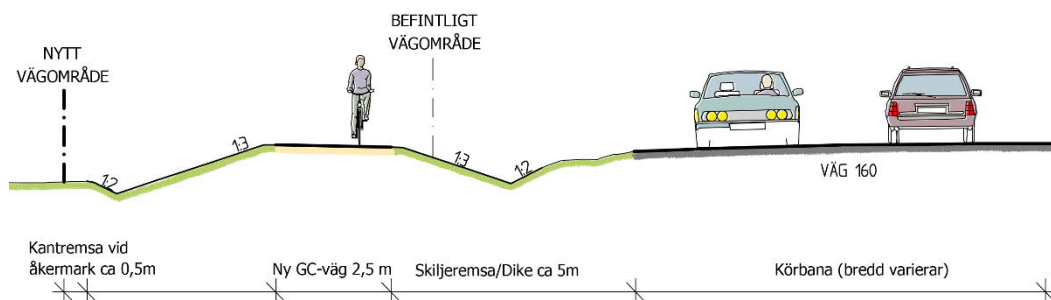 NYTT
VÄGOMRÅDE
BEFINTLIGT
VÄGOMRÅDE
1:2
1:3
1:3
1:2
VÄG 160
Kantremsa vid
åkermark ca 0,5m
Ny GC-väg 2,5 m
Skiljeremsa/Dike ca 5m
Körbana (bredd varierar)